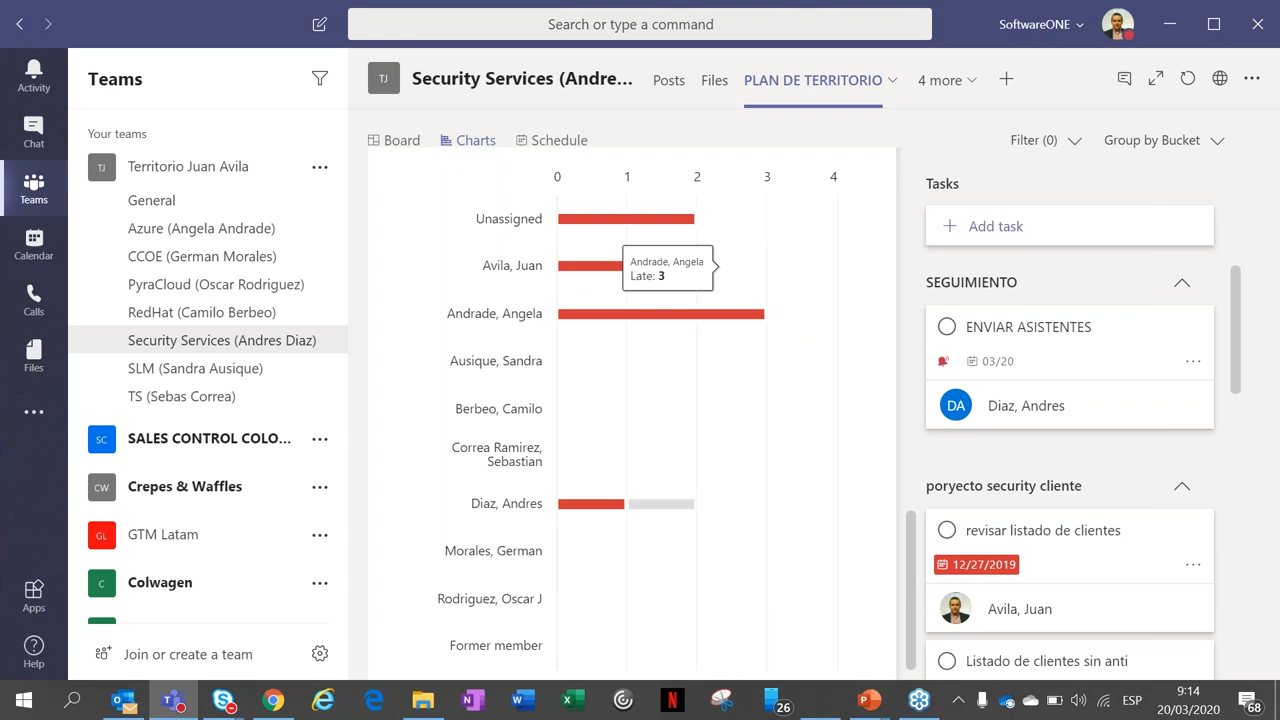 Search or type a command
SoftwareONE
Activity
Chat
Teams
Calendar
Calls
Files
Apps
Help
Teams
Your teams
TJ
Territorio Juan Avila
General
Azure (Angela Andrade)
CCOE (German Morales)
PyraCloud (Oscar Rodriguez)
RedHat (Camilo Berbeo)
Security Services (Andres Diaz)
SLM (Sandra Ausique)
TS (Sebas Correa)
SC
SALES CONTROL COLO...
CW
Crepes & Waffles
GL
GTM Latam
C
Colwagen
Join or create a team
TJ
Security Services (Andre...
Posts
Files
PLAN DE TERRITORIO
4 more
Board
Charts
Schedule
Filter (0)
Group by Bucket
0 1 2 3 4
Unassigned
Avila, Juan
Andrade, Angela
Late: 3
Andrade, Angela
Ausique, Sandra
Berbeo, Camilo
Correa Ramirez,
Sebastian
Diaz, Andres
Morales, German
Rodriguez, Oscar J
Former member
Tasks
Add task
SEGUIMIENTO
ENVIAR ASISTENTES
03/20
DA
Diaz, Andres
poryecto security cliente
revisar listado de clientes
12/27/2019
Avila, Juan
Listado de clientes sin anti
26
ESP
9:14
20/03/2020
68